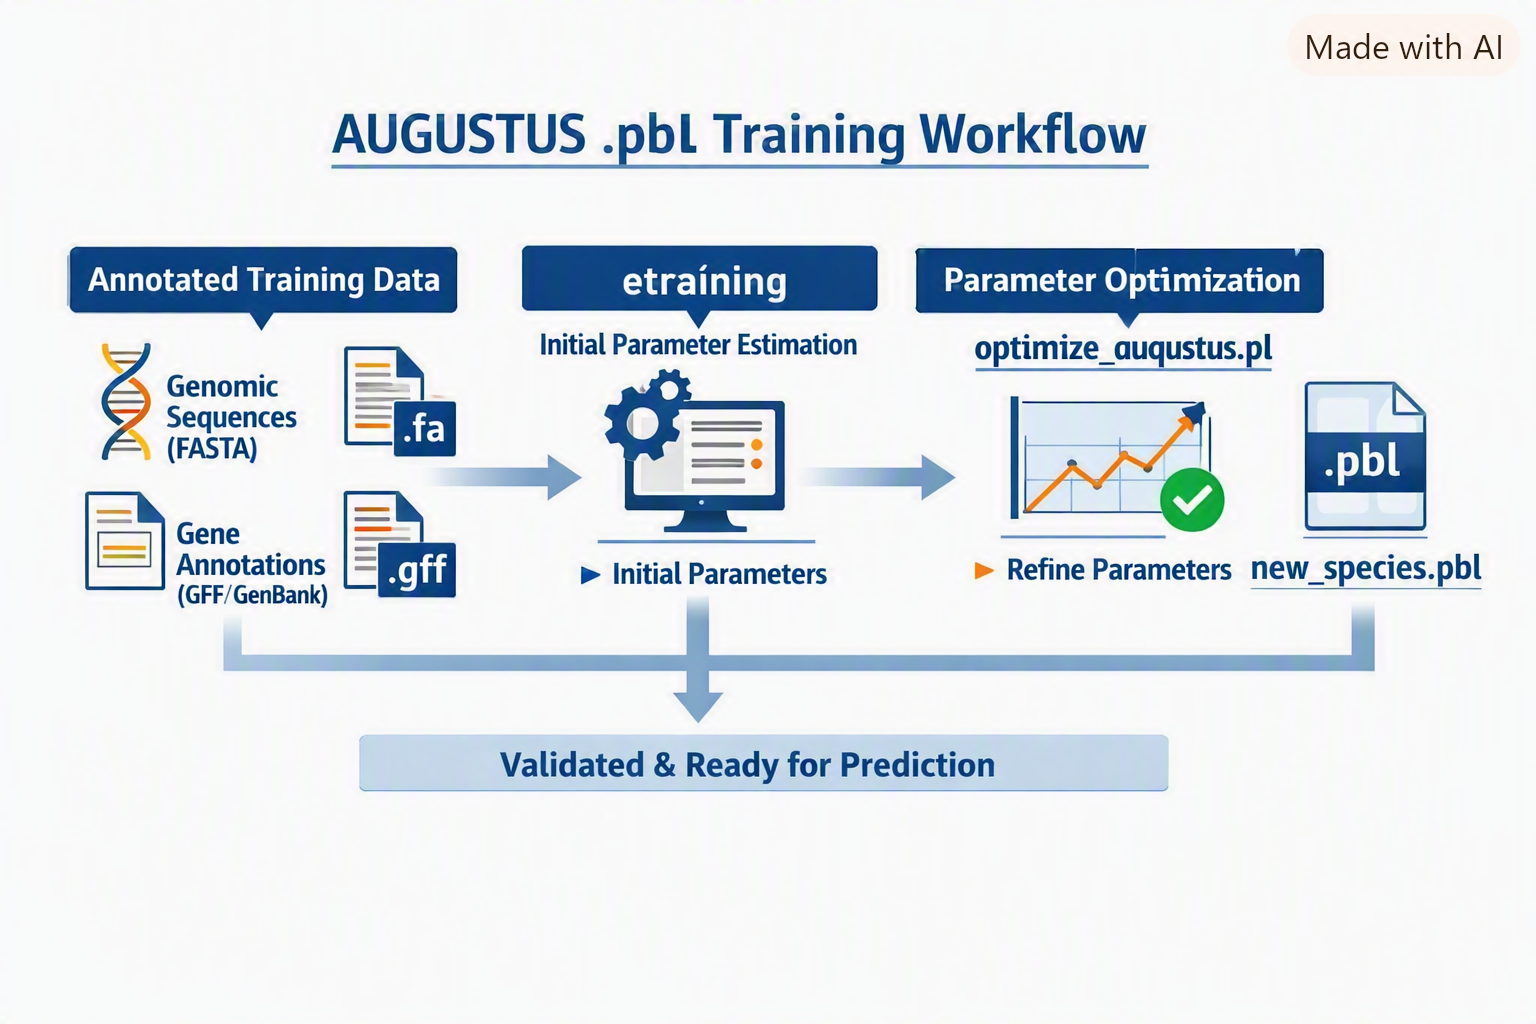 Made with AI
AUGUSTUS .pbl Training Workflow
Annotated Training Data
Genomic
Sequences
(FASTA)
.fa
Gene
Annotations
(GFF/GenBank)
.gff
etraíning
Initial Parameter Estimation
Initial Parameters
Parameter Optimization
optimize_auqustus.pl
Refine Parameters
.pbl
new_species.pbl
Validated & Ready for Prediction